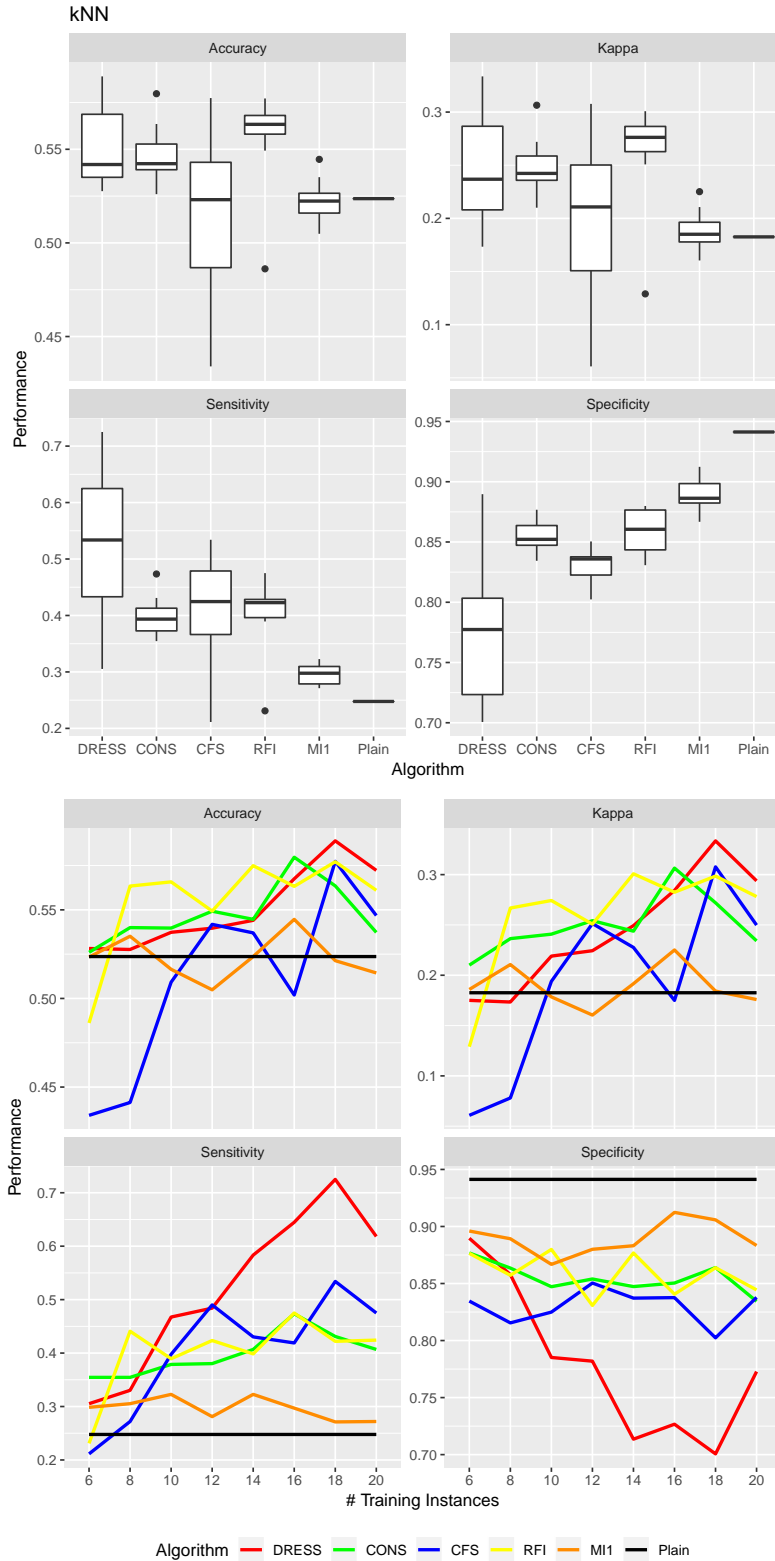 kNN
Accuracy
Kappa
0.55
0.50
0.45
0.3
0.2
0.1
Performance
Sensitivity
Specificity
0.7
0.6
0.5
0.4
0.3
0.2
0.95
0.90
0.85
0.80
0.75
0.70
DRESS CONS CFS RFI MI1 Plain
DRESS CONS CFS RFI MI1 Plain
Algorithm
Accuracy
Kappa
0.55
0.50
0.45
0.3
0.2
0.1
Performance
Sensitivity
Specificity
0.7
0.6
0.5
0.4
0.3
0.2
0.95
0.90
0.85
0.80
0.75
0.70
6 8 10 12 14 16 18 20
6 8 10 12 14 16 18 20
# Training Instances
Algorithm DRESS CONS CFS RFI MI1 Plain